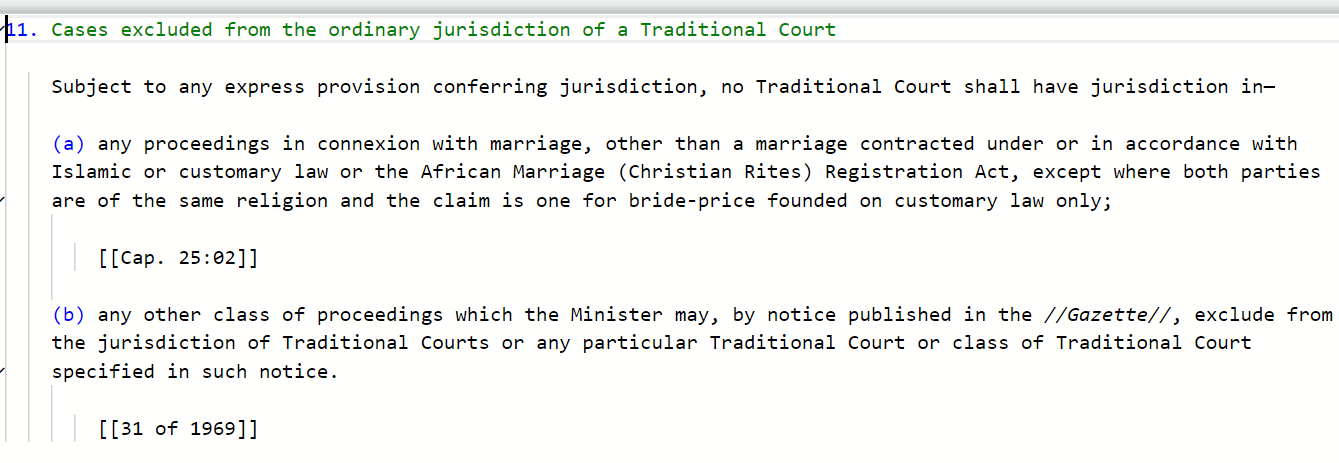 11. Cases excluded from the ordinary jurisdiction of a Traditional Court
Subject to any express provision conferring jurisdiction, no Traditional Court shall have jurisdiction in—
(a) any proceedings in connexion with marriage, other than a marriage contracted under or in accordance with
Islamic or customary law or the African Marriage (Christian Rites) Registration Act, except where both parties
are of the same religion and the claim is one for bride-price founded on customary law only;
[[Cap. 25:02]]
(b) any other class of proceedings which the Minister may, by notice published in the //Gazette//, exclude from
the jurisdiction of Traditional Courts or any particular Traditional Court or class of Traditional Court
specified in such notice.
[[31 of 1969]]